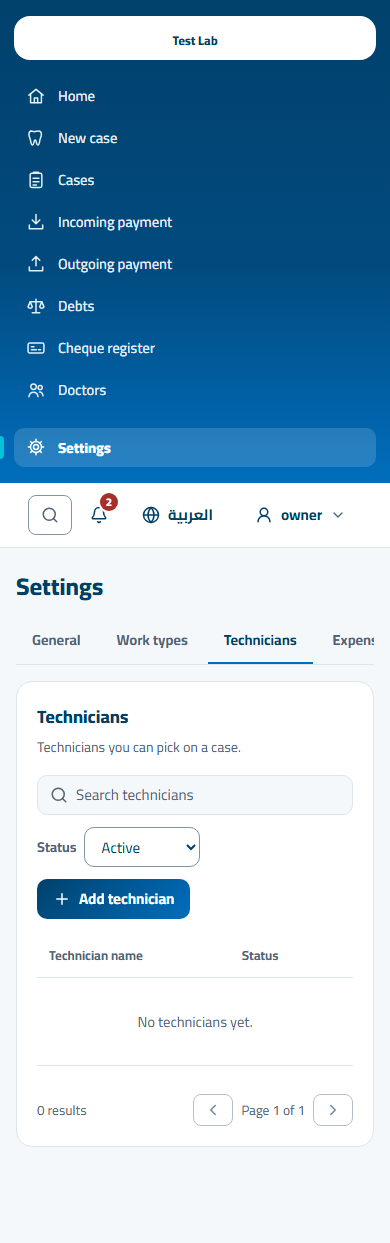 Test Lab
Home
New case
Cases
Incoming payment
Outgoing payment
Debts
Cheque register
Doctors
Settings
2 العربية owner
Settings
General Work types Technicians Expens
Technicians
Technicians you can pick on a case.
Search technicians
Status Active
Add technician
Technician name Status
No technicians yet.
0 results Page 1 of 1